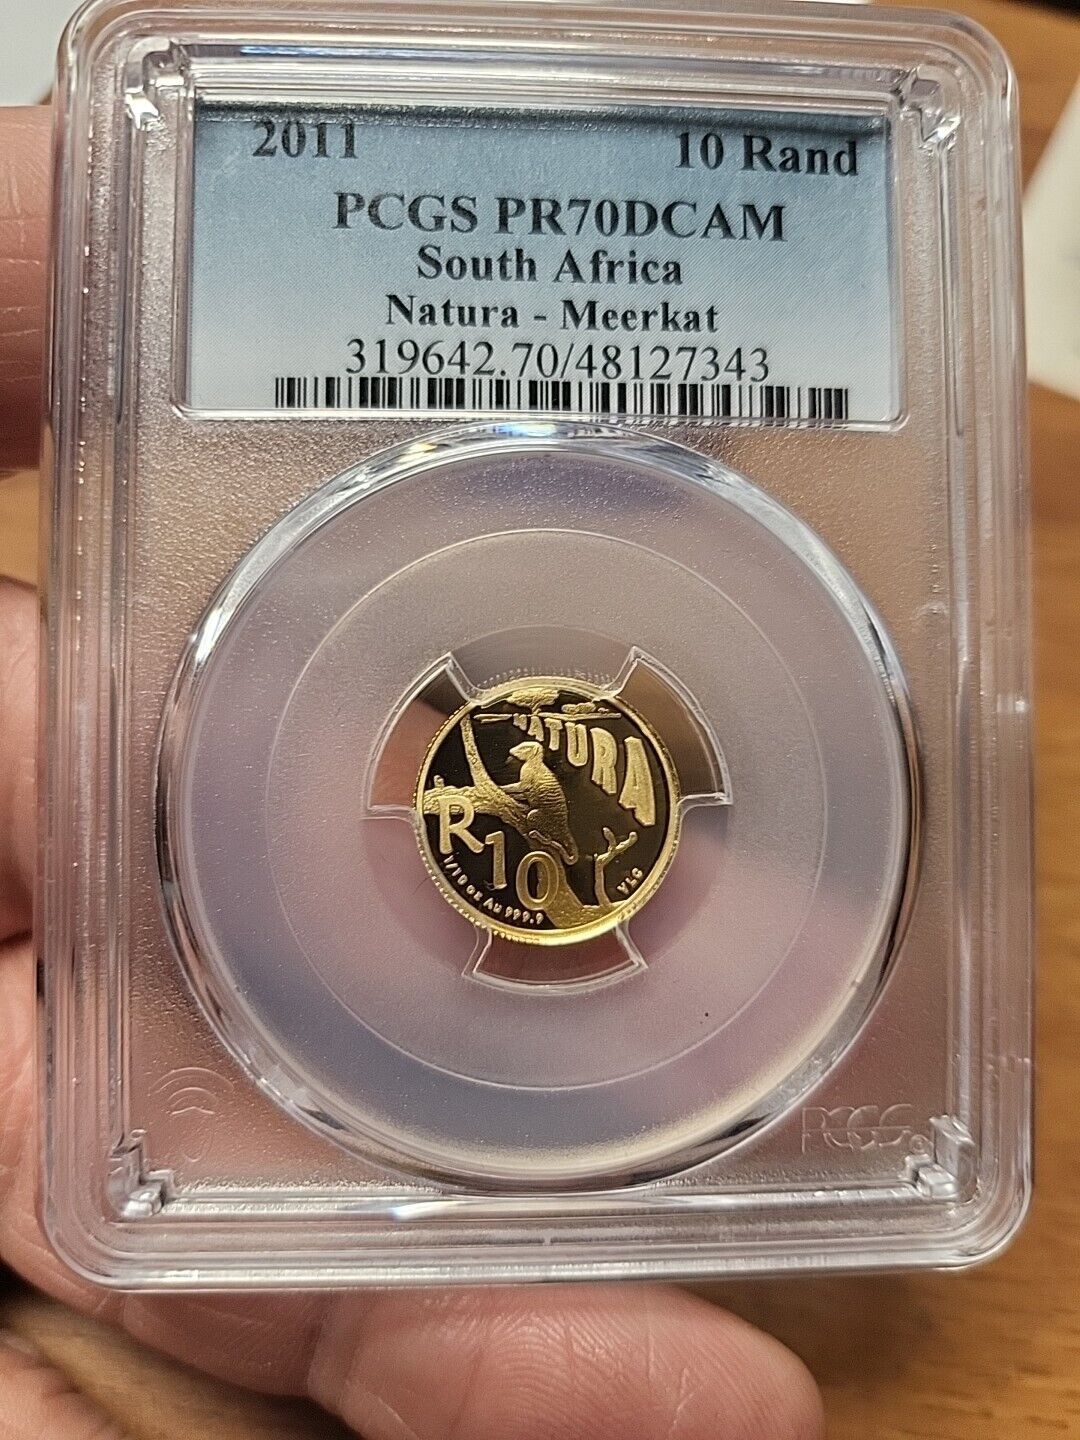 2011 10 Rand
PCGS PR70DCAM
South Africa
Natura - Meerkat
319642.70/48127343
NATURA
R10
1/10 oz Au 999.9
VLG
PCGS